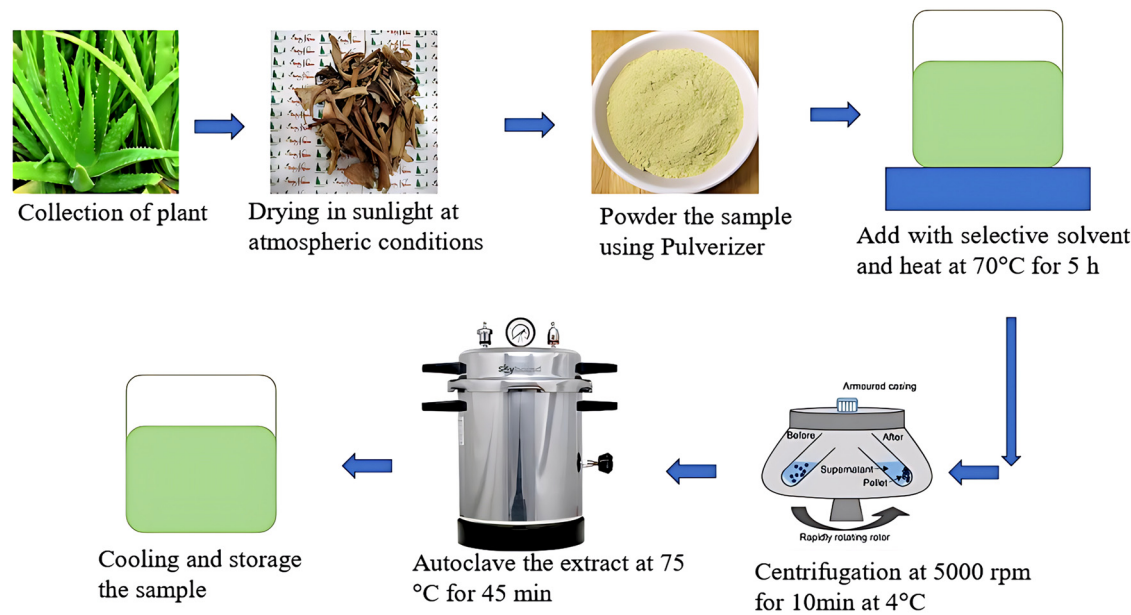 Collection of plant
Drying in sunlight at
atmospheric conditions
Powder the sample
using Pulverizer
Add with selective solvent
and heat at 70°C for 5 h
Armoured casing
Before
After
Supernatant
Pellet
Rapidly rotating rotor
Centrifugation at 5000 rpm
for 10min at 4°C
Autoclave the extract at 75
°C for 45 min
Cooling and storage
the sample